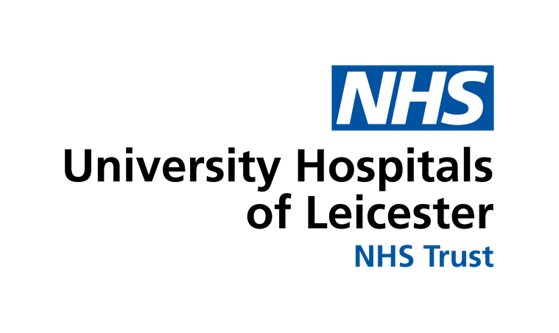 NHS
University Hospitals
of Leicester
NHS Trust